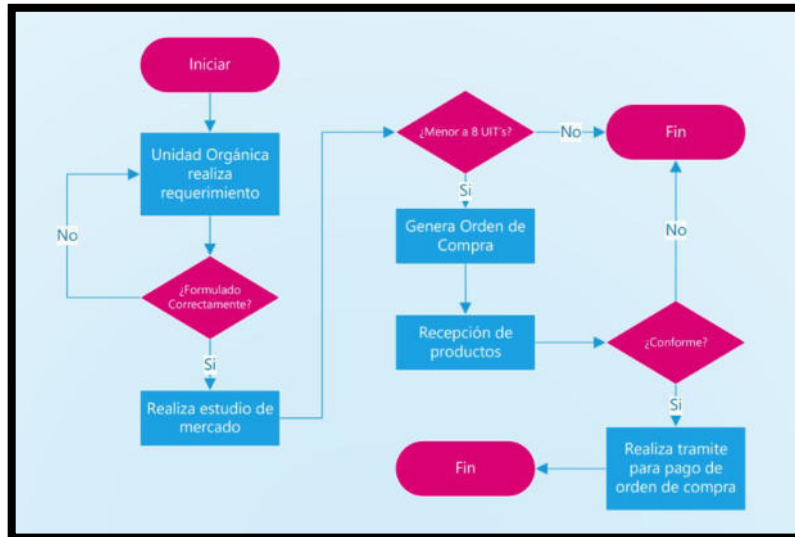 Iniciar
Unidad Orgánica
realiza
requerimiento
No
¿Formulado
Correctamente?
Si
Realiza estudio de
mercado
¿Menor a 8 UIT's?
No
Fin
Si
Genera Orden de
Compra
Recepción de
productos
¿Conforme?
No
Si
Realiza tramite
para pago de
orden de compra
Fin